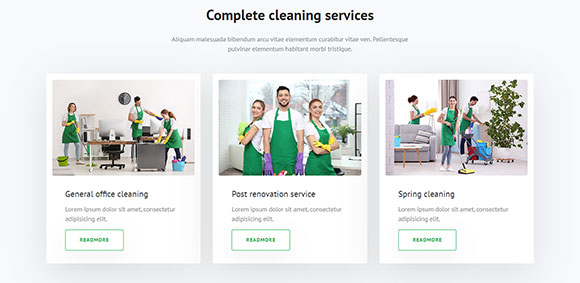 Complete cleaning services
Aliquam malesuada bibendum arcu vitae elementum curabitur vitae ven. Pellentesque
pulvinar elementum habitant morbi tristique.
General office cleaning
Lorem ipsum dolor sit amet, consectetur
adipisicing elit.
READMORE
Post renovation service
Lorem ipsum dolor sit amet, consectetur
adipisicing elit.
READMORE
Spring cleaning
Lorem ipsum dolor sit amet, consectetur
adipisicing elit.
READMORE